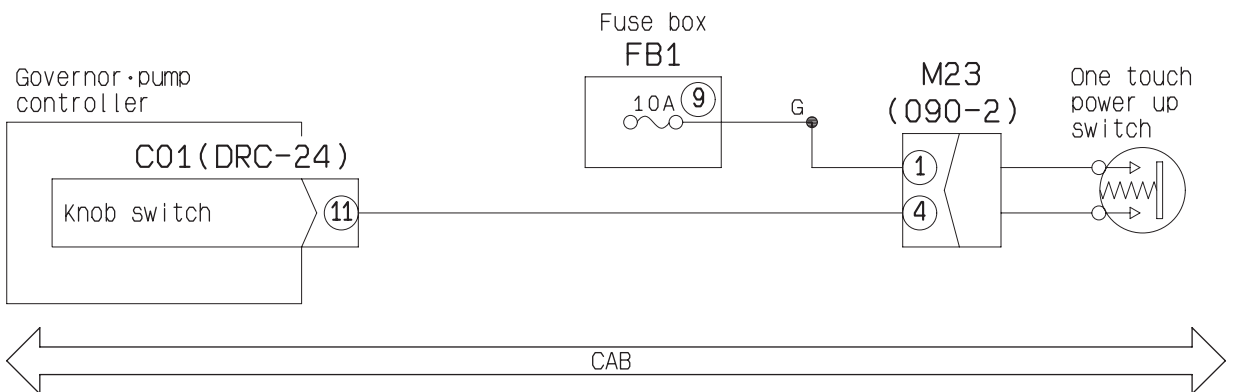 Fuse box
FB1
Governor·pump
controller
M23
(090-2)
One touch
power up
switch
10A 9
G
C01(DRC-24)
1
Knob switch
11
4
CAB